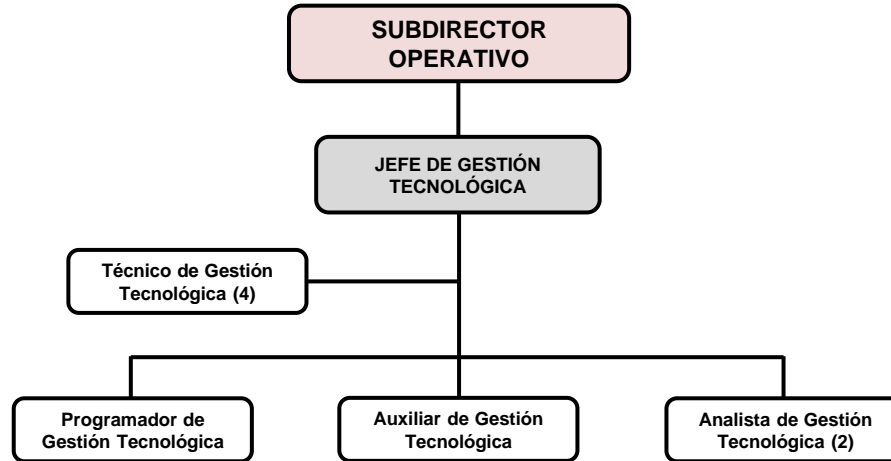 SUBDIRECTOR
OPERATIVO
JEFE DE GESTIÓN
TECNOLÓGICA
Técnico de Gestión
Tecnológica (4)
Programador de
Gestión Tecnológica
Auxiliar de Gestión
Tecnológica
Analista de Gestión
Tecnológica (2)